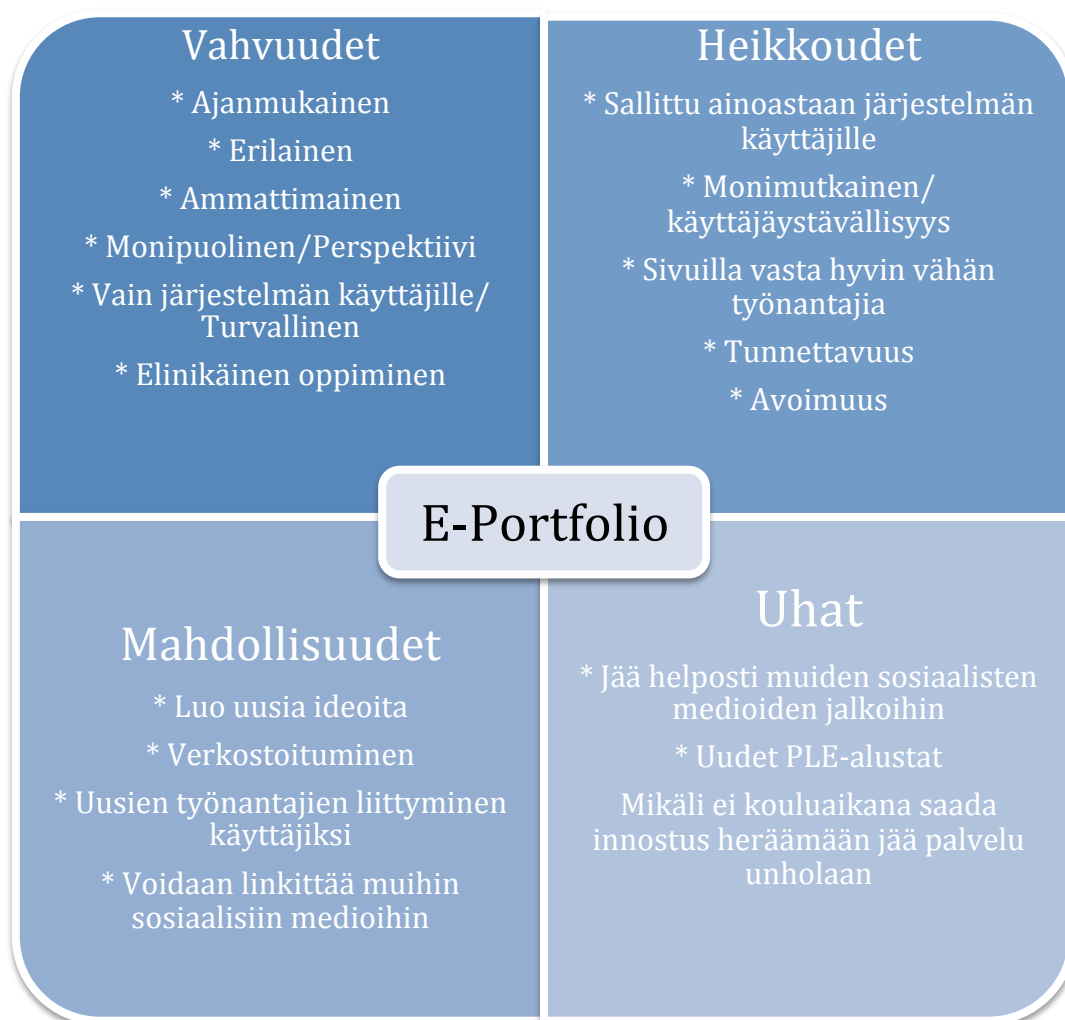 Vahvuudet
* Ajanmukainen
* Erilainen
* Ammattimainen
* Monipuolinen/Perspektiivi
* Vain järjestelmän käyttäjille/
Turvallinen
* Elinikäinen oppiminen
Heikkoudet
* Sallittu ainoastaan järjestelmän
käyttäjille
* Monimutkainen/
käyttäjäystävällisyys
* Sivuilla vasta hyvin vähän
työnantajia
* Tunnettavuus
* Avoimuus
E-Portfolio
Mahdollisuudet
* Luo uusia ideoita
* Verkostoituminen
* Uusien työnantajien liittyminen
käyttäjiksi
* Voidaan linkittää muihin
sosiaalisiin medioihin
Uhat
* Jää helposti muiden sosiaalisten
medioiden jalkoihin
* Uudet PLE-alustat
Mikäli ei kouluaikana saada
innostus heräämään jää palvelu
unholaan